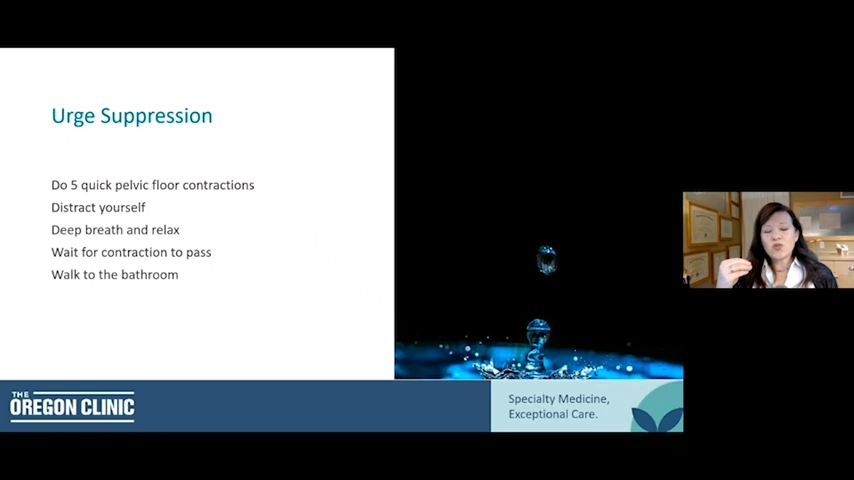 Urge Suppression
Do 5 quick pelvic floor contractions
Distract yourself
Deep breath and relax
Wait for contraction to pass
Walk to the bathroom
THE
OREGON CLINIC
Specialty Medicine,
Exceptional Care.